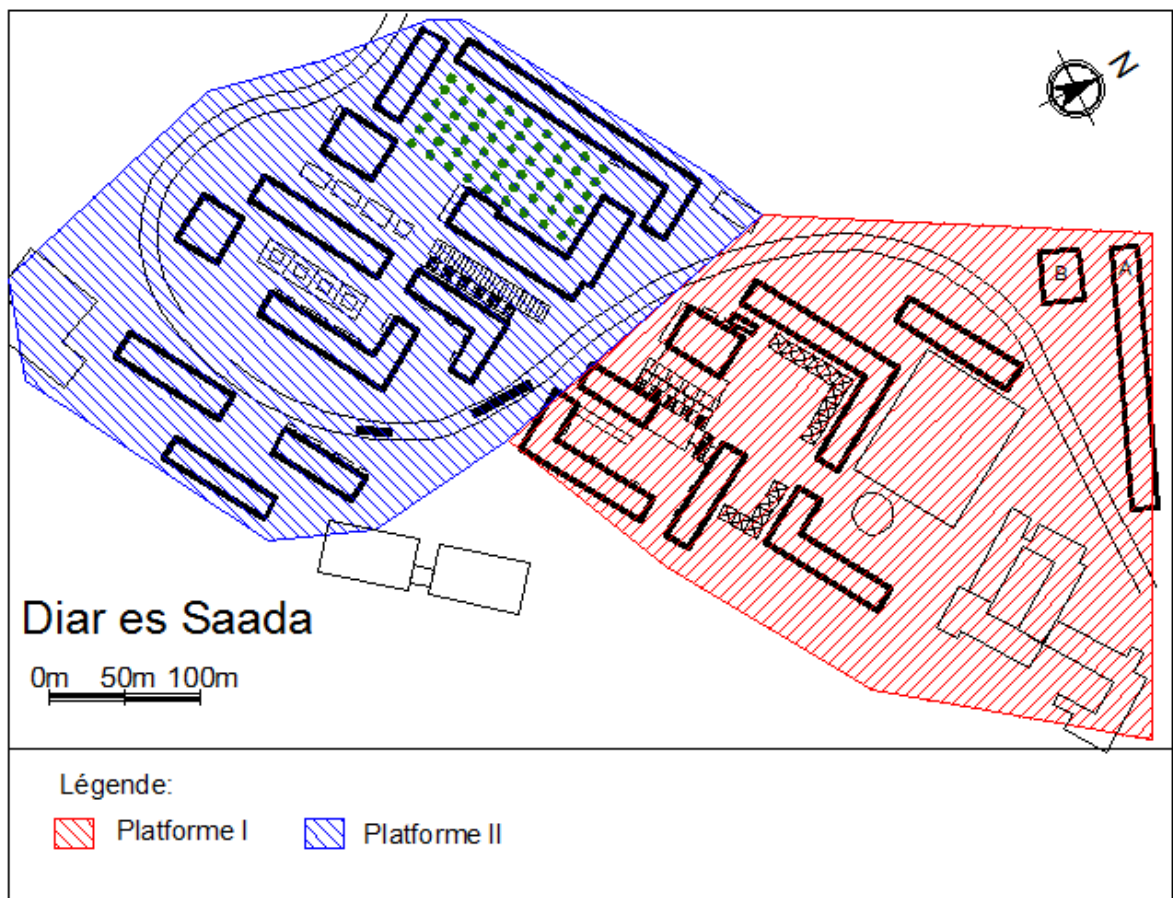 N
B
A
Diar es Saada
0m 50m 100m
Légende:
Platforme I
Platforme II